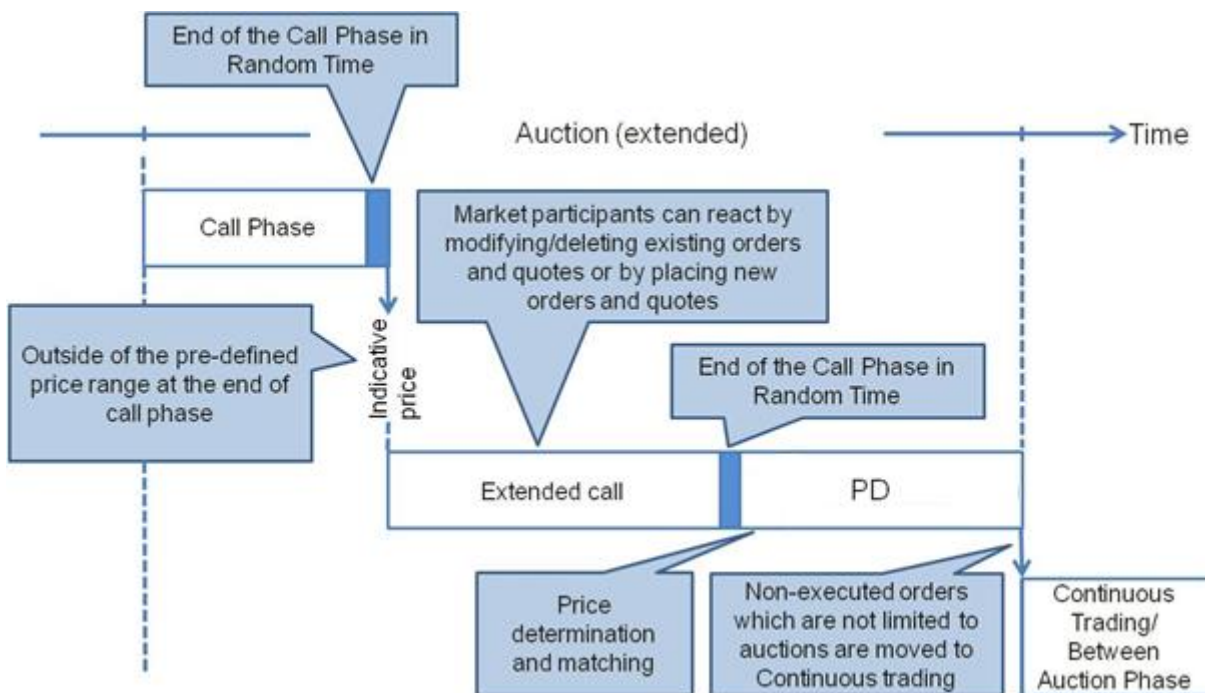 End of the Call Phase in
Random Time
Auction (extended)
Time
Call Phase
Market participants can react by
modifying/deleting existing orders
and quotes or by placing new
orders and quotes
Outside of the pre-defined
price range at the end of
call phase
Indicative
price
End of the Call Phase in
Random Time
Extended call
PD
Price
determination
and matching
Non-executed orders
which are not limited to
auctions are moved to
Continuous trading
Continuous
Trading/
Between
Auction Phase